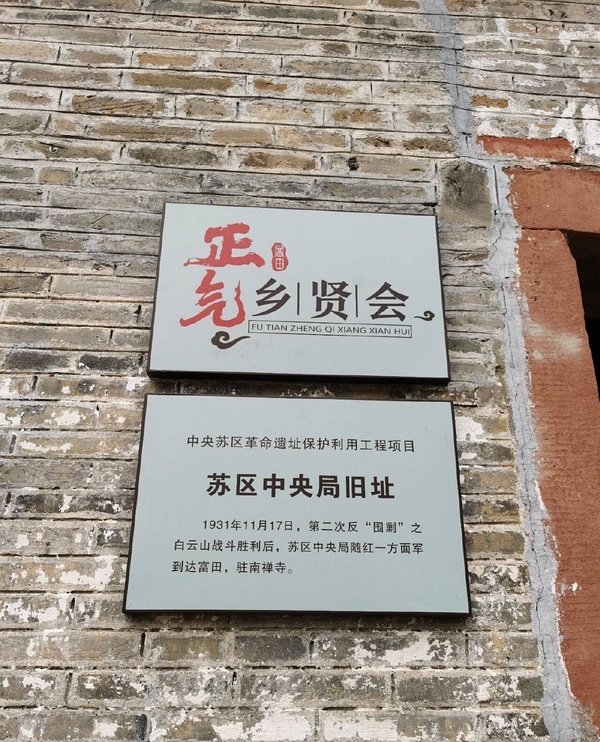 正气
富田
乡贤会
FU TIAN ZHENG QI XIANG XIAN HUI
中央苏区革命遗址保护利用工程项目
苏区中央局旧址
1931年11月17日，第二次反“围剿”之
白云山战斗胜利后，苏区中央局随红一方面军
到达富田，驻南禅寺。